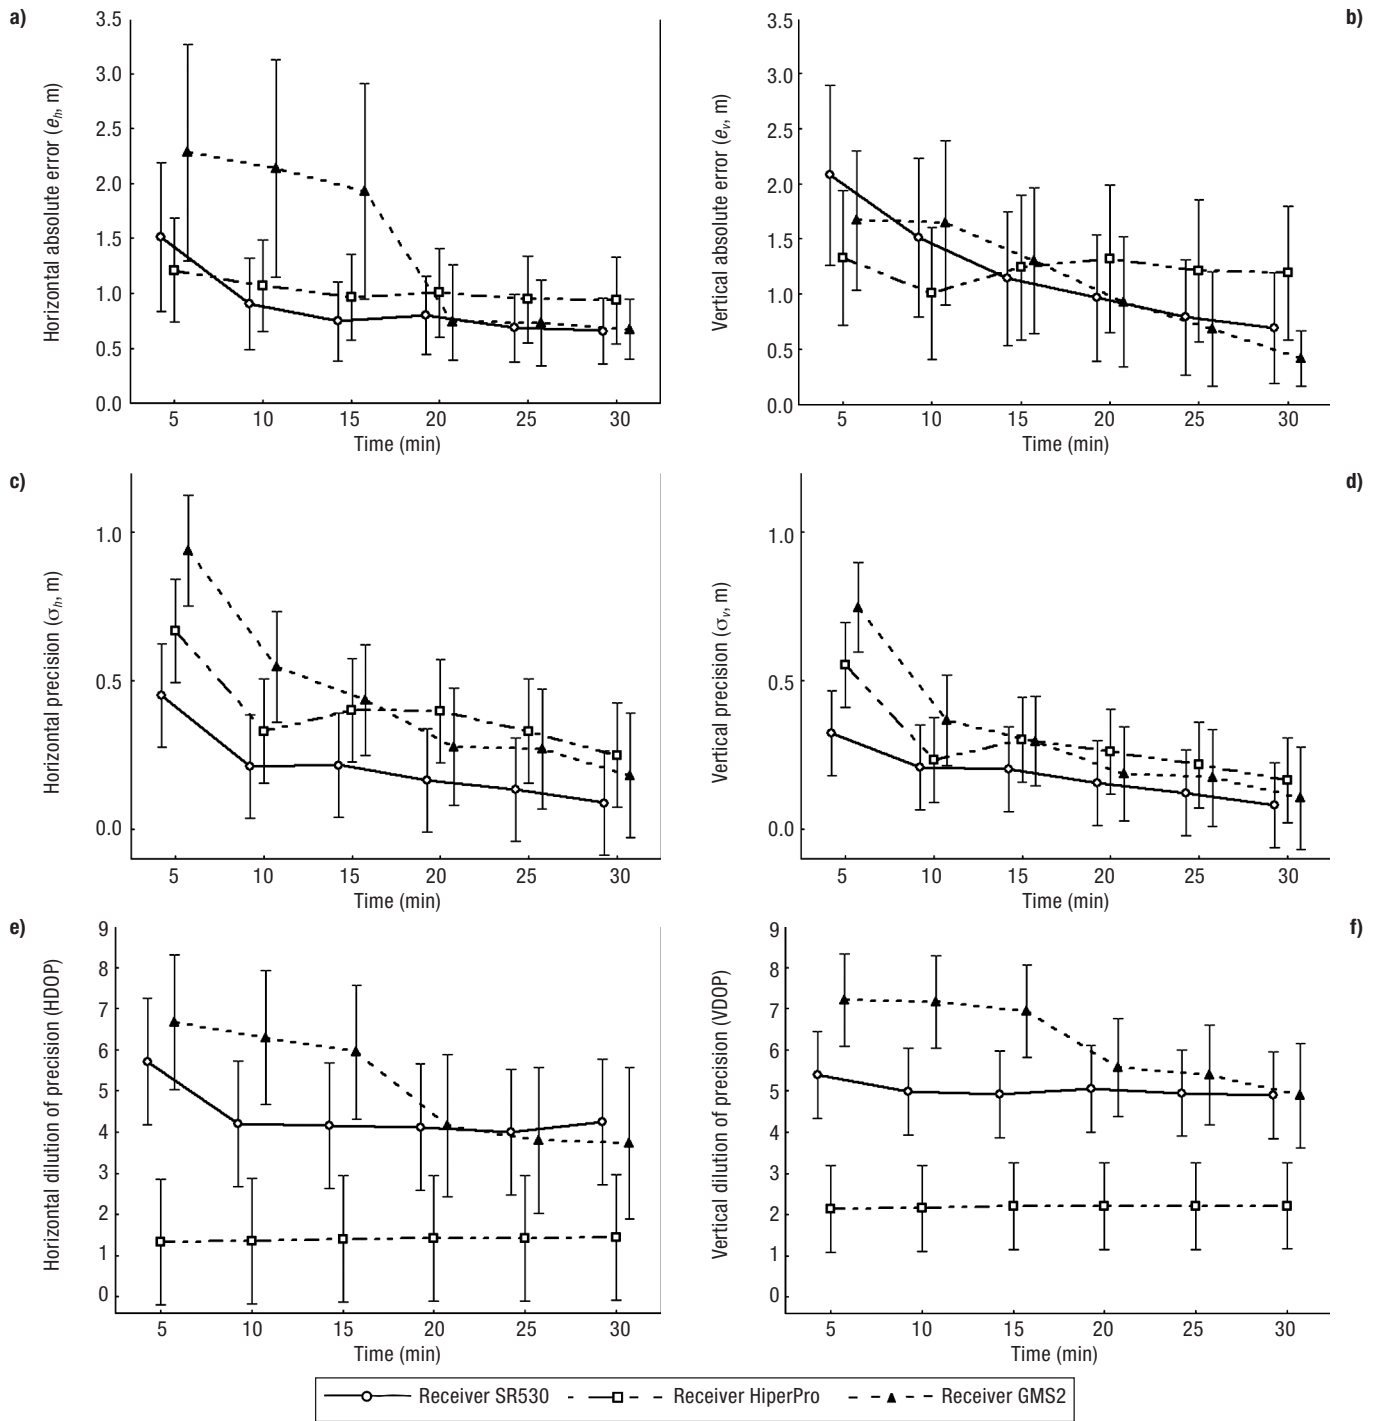 a)
Horizontal absolute error (eh, m)
3.5
3.0
2.5
2.0
1.5
1.0
0.5
0.0
5 10 15 20 25 30
Time (min)
b)
Vertical absolute error (ev, m)
3.5
3.0
2.5
2.0
1.5
1.0
0.5
0.0
5 10 15 20 25 30
Time (min)
c)
Horizontal precision (σh, m)
1.0
0.5
0.0
5 10 15 20 25 30
Time (min)
d)
Vertical precision (σv, m)
1.0
0.5
0.0
5 10 15 20 25 30
Time (min)
e)
Horizontal dilution of precision (HDOP)
9
8
7
6
5
4
3
2
1
0
5 10 15 20 25 30
Time (min)
f)
Vertical dilution of precision (VDOP)
9
8
7
6
5
4
3
2
1
0
5 10 15 20 25 30
Time (min)
Receiver SR530 Receiver HiperPro Receiver GMS2